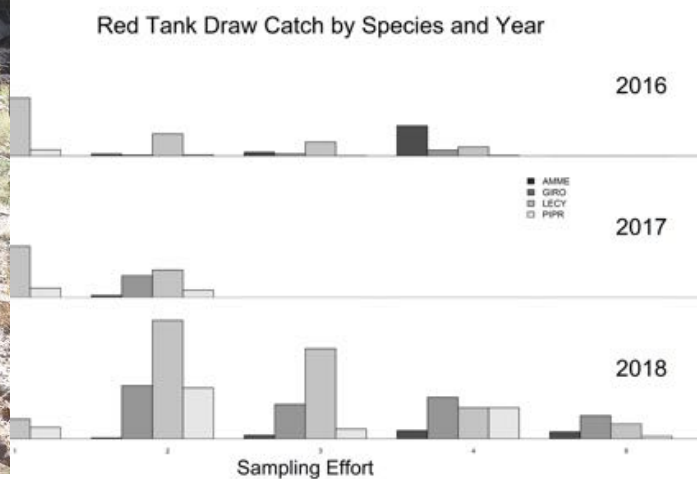 Red Tank Draw Catch by Species and Year
2016
AMME
GIRO
LECY
PIPR
2017
2018
1 2 3 4 5
Sampling Effort